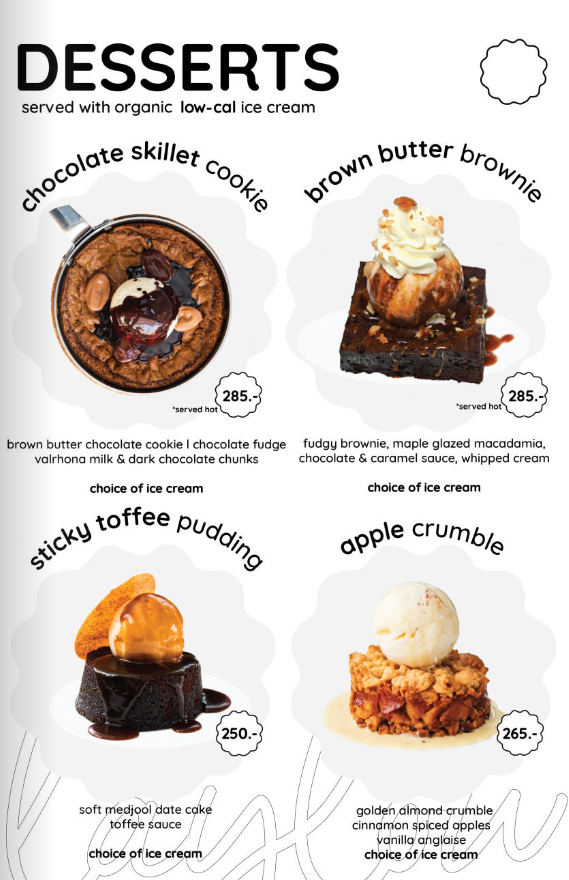 DESSERTS
served with organic low-cal ice cream
chocolate skillet cookie
*served hot
285.-
brown butter chocolate cookie I chocolate fudge
valrhona milk & dark chocolate chunks
choice of ice cream
brown butter brownie
*served hot
285.-
fudgy brownie, maple glazed macadamia,
chocolate & caramel sauce, whipped cream
choice of ice cream
sticky toffee pudding
250.-
soft medjool date cake
toffee sauce
choice of ice cream
apple crumble
265.-
golden almond crumble
cinnamon spiced apples
vanilla anglaise
choice of ice cream